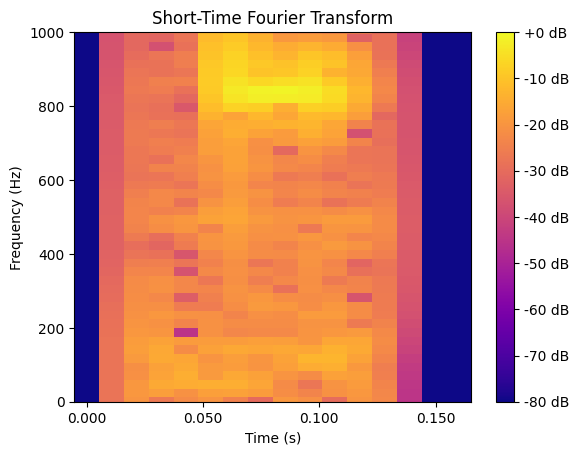 Short-Time Fourier Transform
1000
800
600
400
200
0
Frequency (Hz)
0.000
0.050
0.100
0.150
Time (s)
+0 dB
-10 dB
-20 dB
-30 dB
-40 dB
-50 dB
-60 dB
-70 dB
-80 dB